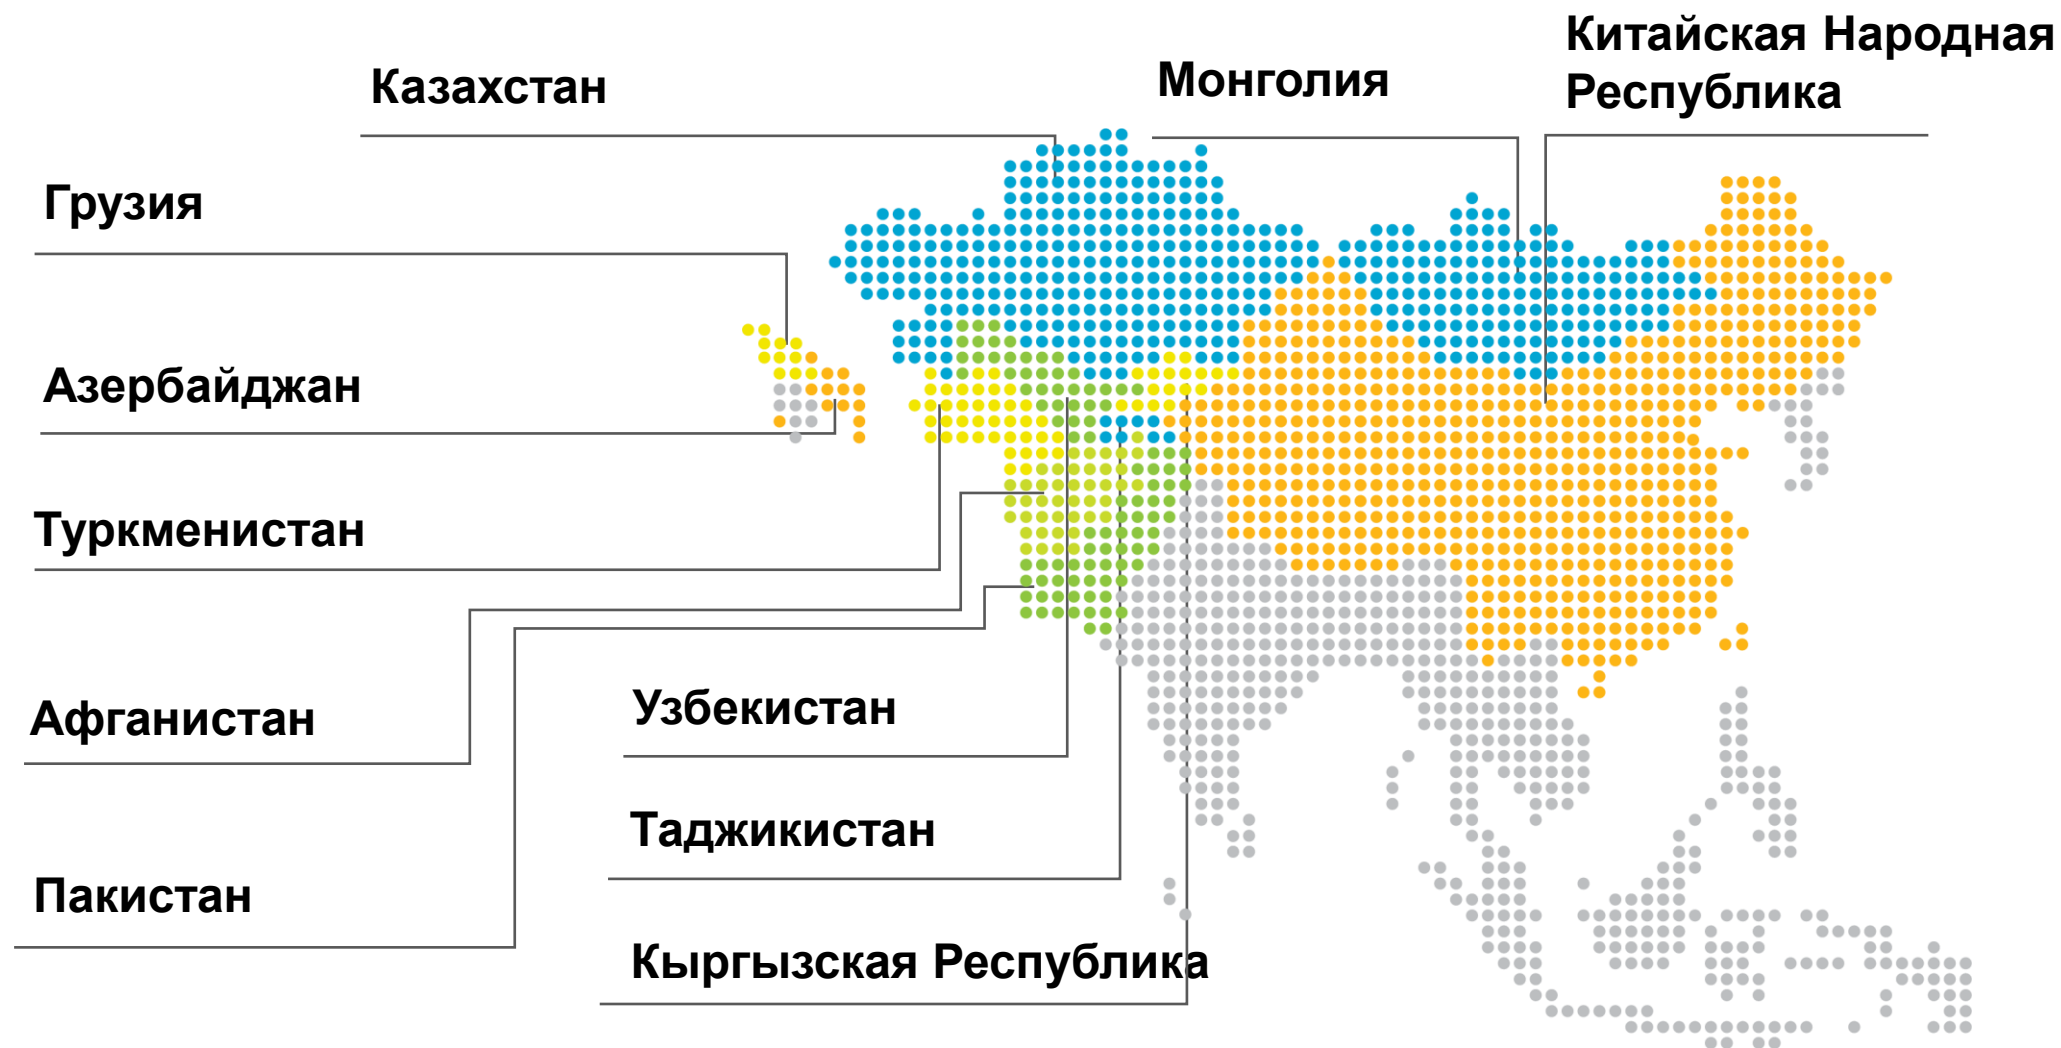 Казахстан
Монголия
Китайская Народная
Республика
Грузия
Азербайджан
Туркменистан
Афганистан
Узбекистан
Таджикистан
Пакистан
Кыргызская Республика